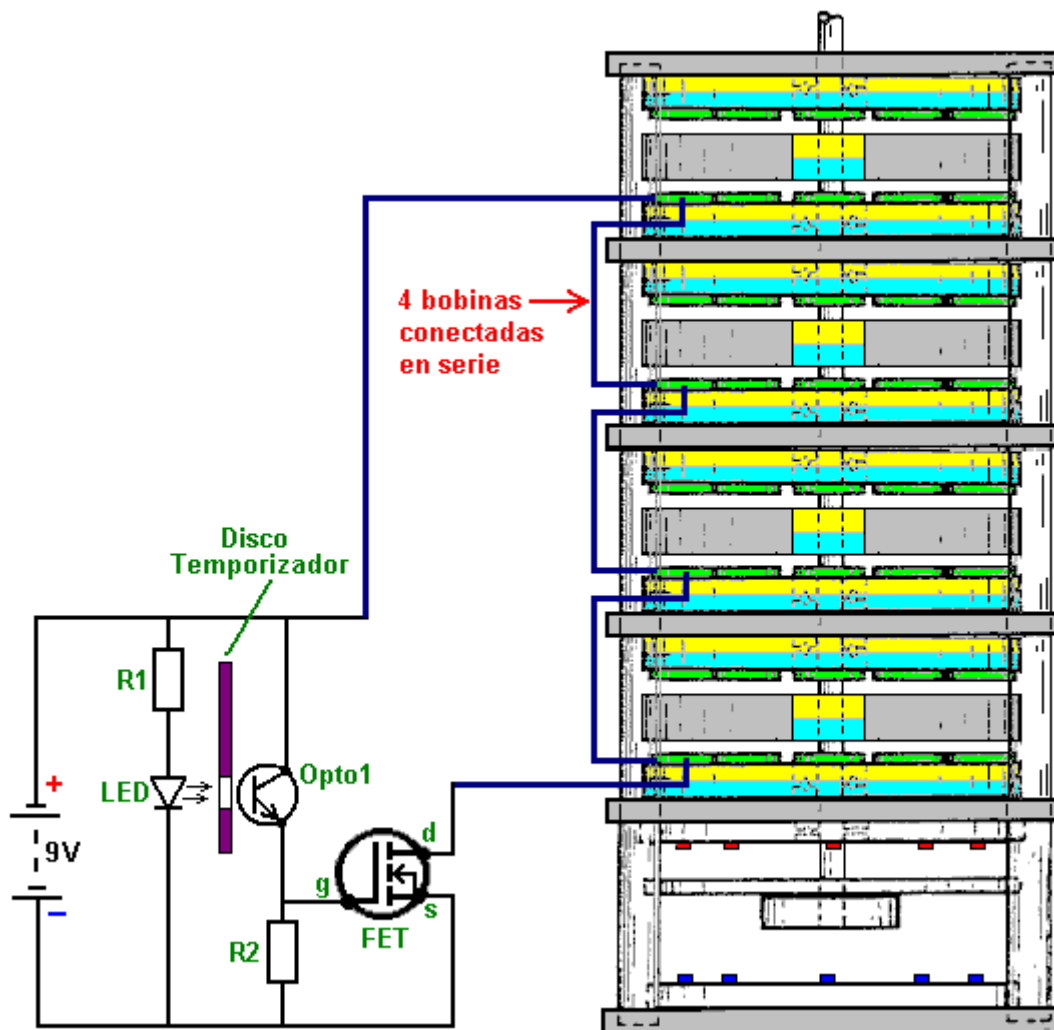 4 bobinas
conectadas
en serie
Disco
Temporizador
R1
LED
Opto1
+
9V
−
d
g
s
FET
R2